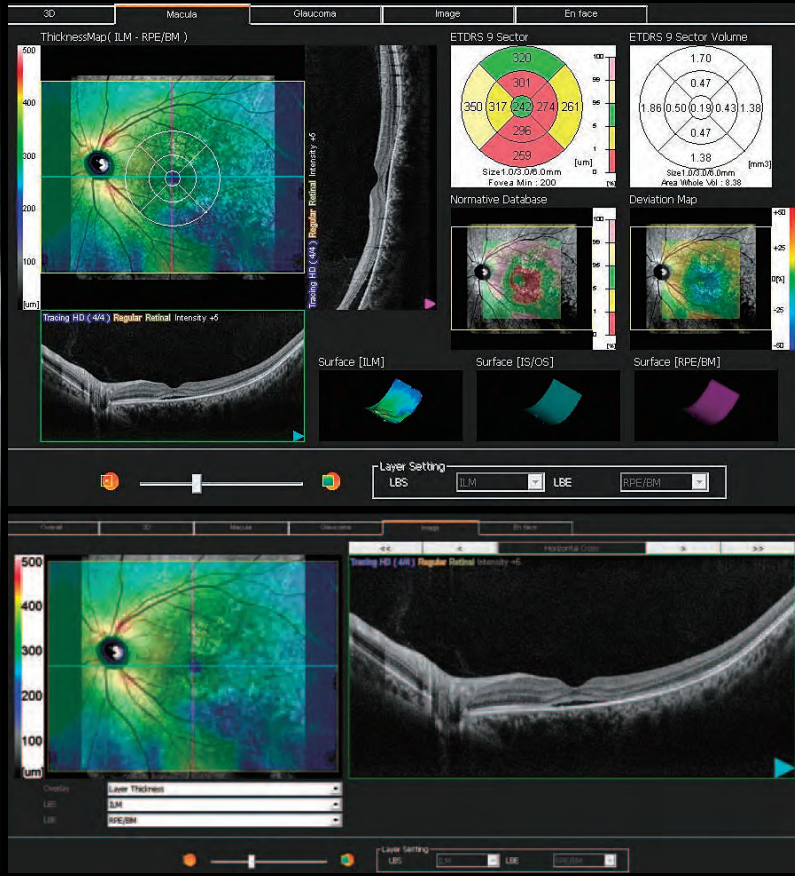 3D Macula Glaucoma Image En face
ThicknessMap( ILM - RPE/BM )
500
400
300
200
100
[um]
Tracing HD ( 4/4 ) Regular Retinal Intensity +5
Tracing HD ( 4/4 ) Regular Retinal Intensity +5
ETDRS 9 Sector
320
301
350 317 242 274 261
296
259
[um]
Size1.0/3.0/6.0mm
Fovea Min : 200
100
99
95
5
1
0
[%]
ETDRS 9 Sector Volume
1.70
0.47
1.86 0.50 0.19 0.43 1.38
0.47
1.38
[mm3]
Size1.0/3.0/6.0mm
Area Whole Vol : 8.38
Normative Database
100
99
95
5
1
0
[%]
Deviation Map
+50
+25
0[%]
-25
-50
Surface [ILM] Surface [IS/OS] Surface [RPE/BM]
Layer Setting
LBS ILM LBE RPE/BM
Overall 3D Macula Glaucoma Image En face
<< < Horizontal Cross > >>
500
400
300
200
100
[um]
Tracing HD ( 4/4 ) Regular Retinal Intensity +5
Overlay Layer Thickness
LBS ILM
LBE RPE/BM
Layer Setting
LBS ILM LBE RPE/BM